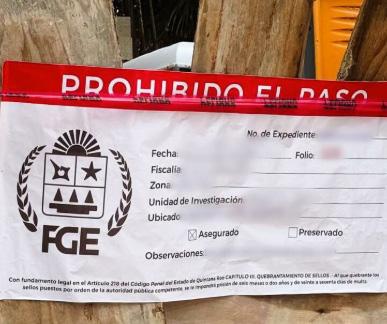 PROHIBIDO EL PASO
No. de Expediente:
Fecha:
Folio:
Fiscalía:
Zona:
Unidad de Investigación:
Ubicado:
Asegurado
Preservado
Observaciones:
FGE
Con fundamento legal en el Artículo 218 del Código Penal del Estado de Quintana Roo CAPITULO III. QUEBRANTAMIENTO DE SELLOS .- Al que quebrante los
sellos puestos por orden de la autoridad pública competente, se le impondrá prisión de seis meses a dos años y de veinte a sesenta días de multa.